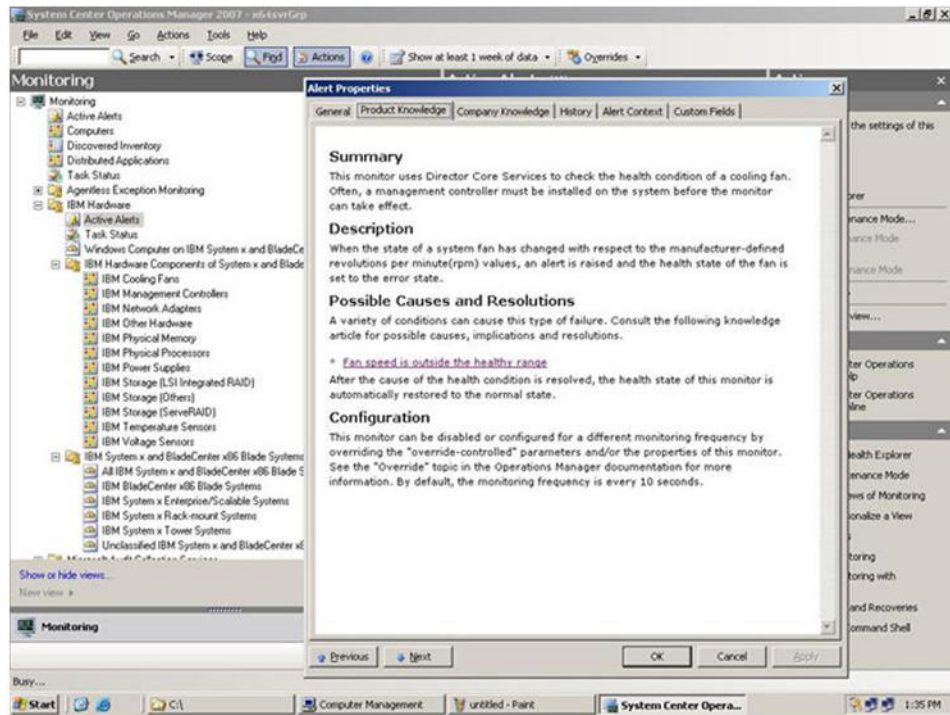 System Center Operations Manager 2007 - x64svrGrp
File Edit View Go Actions Tools Help
Search Scope Find Actions Show at least 1 week of data Overrides
Monitoring
Monitoring
Active Alerts
Computers
Discovered Inventory
Distributed Applications
Task Status
Agentless Exception Monitoring
IBM Hardware
Active Alerts
Task Status
Windows Computer on IBM System x and BladeCe
IBM Hardware Components of System x and Blade
IBM Cooling Fans
IBM Management Controllers
IBM Network Adapters
IBM Other Hardware
IBM Physical Memory
IBM Physical Processors
IBM Power Supplies
IBM Storage (LSI Integrated RAID)
IBM Storage (Others)
IBM Storage (ServeRAID)
IBM Temperature Sensors
IBM Voltage Sensors
IBM System x and BladeCenter x86 Blade Systems
All IBM System x and BladeCenter x86 Blade S
IBM BladeCenter x86 Blade Systems
IBM System x Enterprise/Scalable Systems
IBM System x Rack-mount Systems
IBM System x Tower Systems
Unclassified IBM System x and BladeCenter x8
Show or hide views...
New view
Monitoring
Alert Properties
General Product Knowledge Company Knowledge History Alert Context Custom Fields
Summary
This monitor uses Director Core Services to check the health condition of a cooling fan.
Often, a management controller must be installed on the system before the monitor
can take effect.
Description
When the state of a system fan has changed with respect to the manufacturer-defined
revolutions per minute(rpm) values, an alert is raised and the health state of the fan is
set to the error state.
Possible Causes and Resolutions
A variety of conditions can cause this type of failure. Consult the following knowledge
article for possible causes, implications and resolutions.
* Fan speed is outside the healthy range
After the cause of the health condition is resolved, the health state of this monitor is
automatically restored to the normal state.
Configuration
This monitor can be disabled or configured for a different monitoring frequency by
overriding the "override-controlled" parameters and/or the properties of this monitor.
See the "Override" topic in the Operations Manager documentation for more
information. By default, the monitoring frequency is every 10 seconds.
Previous Next OK Cancel Apply
the settings of this
orer
nance Mode...
nance Mode
nance Mode
view...
ter Operations
lp
ter Operations
line
ealth Explorer
enance Mode
ews of Monitoring
onalize a View
toring
toring with
and Recoveries
ommand Shell
Busy...
Start C:\ Computer Management untitled - Paint System Center Opera... 1:35 PM